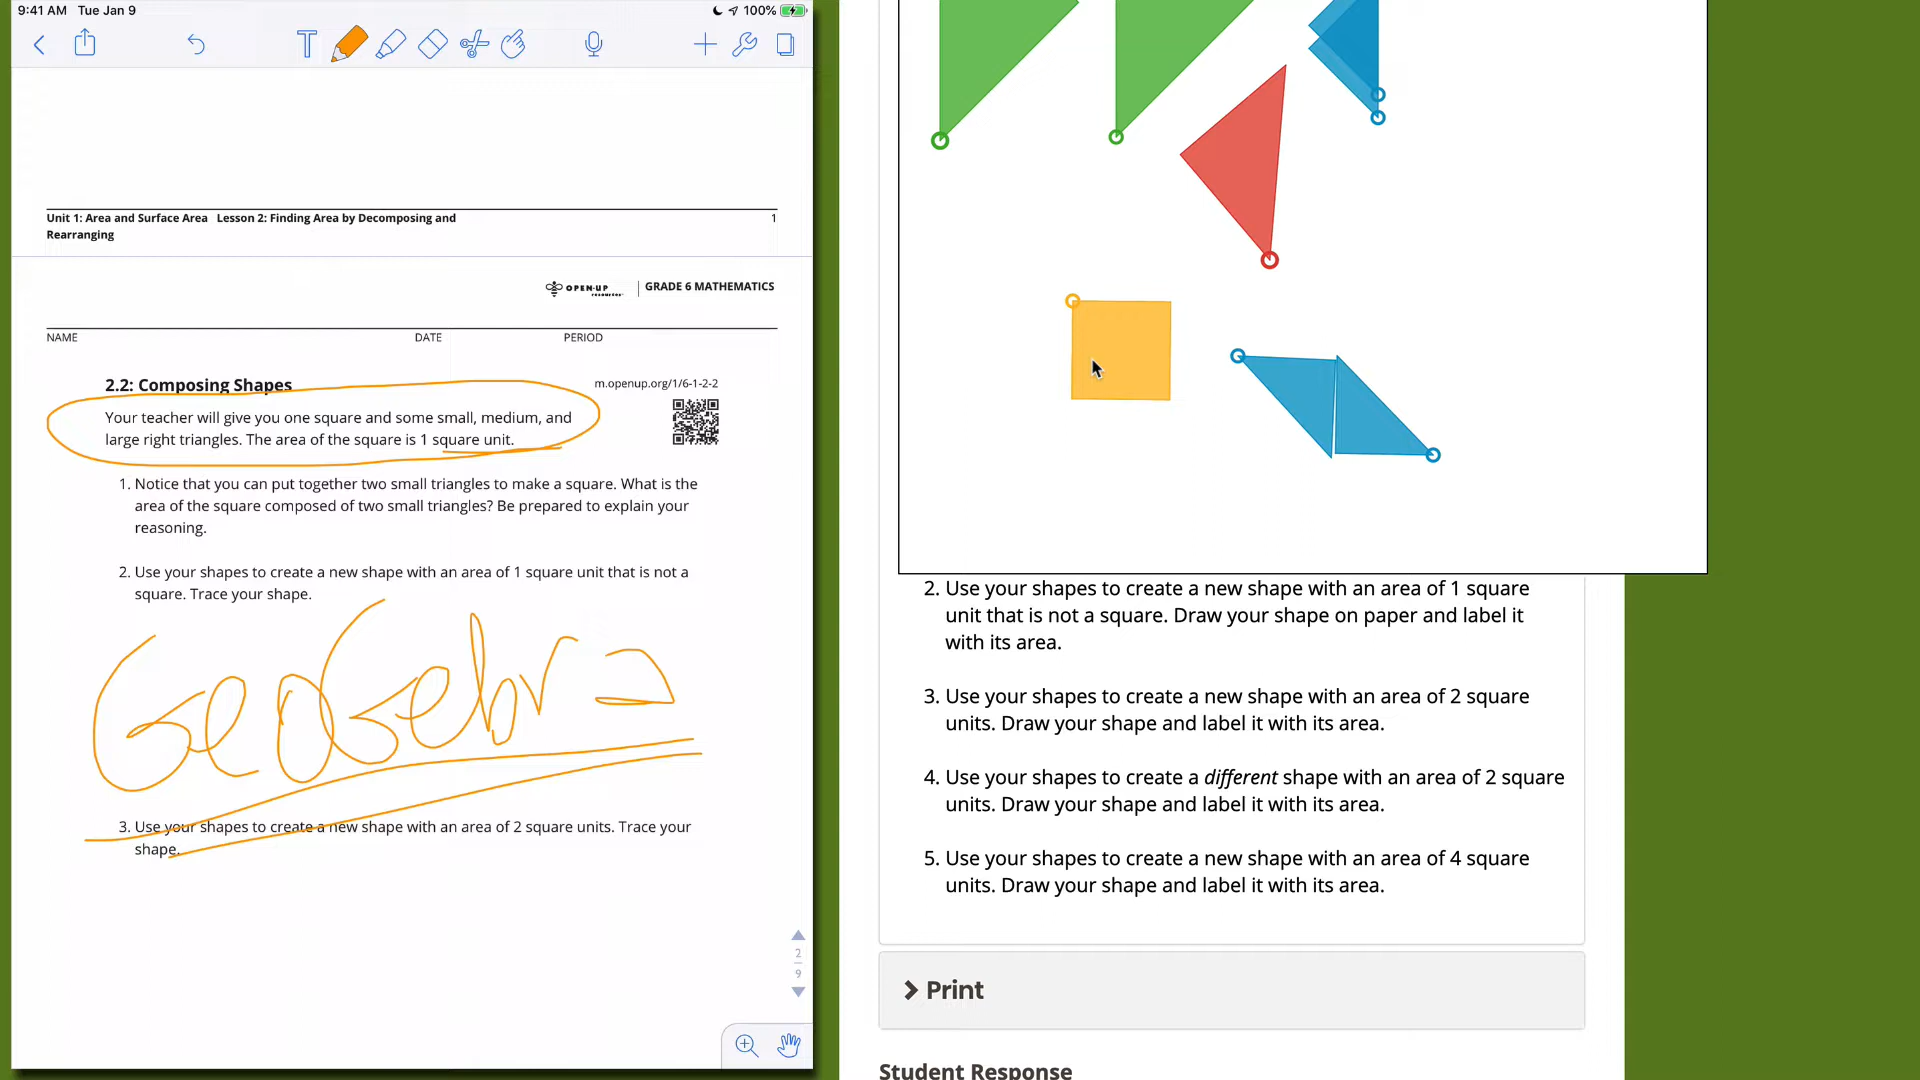 9:41 AM Tue Jan 9
100%
Unit 1: Area and Surface Area Lesson 2: Finding Area by Decomposing and
Rearranging
1
OPEN-UP
resources
GRADE 6 MATHEMATICS
NAME DATE PERIOD
2.2: Composing Shapes
m.openup.org/1/6-1-2-2
Your teacher will give you one square and some small, medium, and
large right triangles. The area of the square is 1 square unit.
1. Notice that you can put together two small triangles to make a square. What is the
area of the square composed of two small triangles? Be prepared to explain your
reasoning.
2. Use your shapes to create a new shape with an area of 1 square unit that is not a
square. Trace your shape.
GeoGebra
3. Use your shapes to create a new shape with an area of 2 square units. Trace your
shape.
2
9
2. Use your shapes to create a new shape with an area of 1 square
unit that is not a square. Draw your shape on paper and label it
with its area.
3. Use your shapes to create a new shape with an area of 2 square
units. Draw your shape and label it with its area.
4. Use your shapes to create a different shape with an area of 2 square
units. Draw your shape and label it with its area.
5. Use your shapes to create a new shape with an area of 4 square
units. Draw your shape and label it with its area.
Print
Student Response